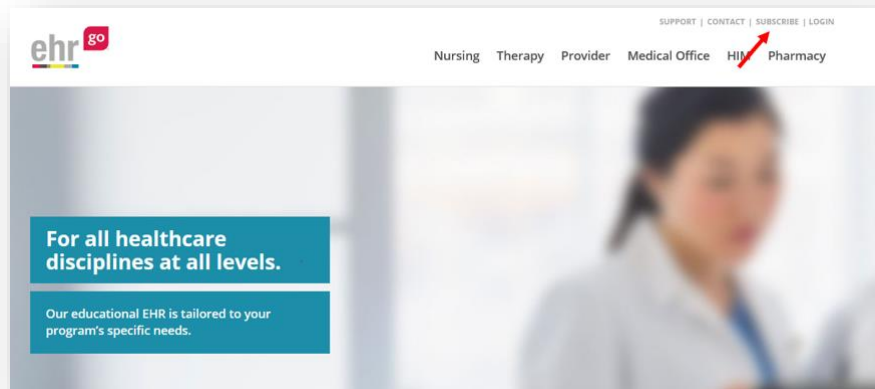 SUPPORT | CONTACT | SUBSCRIBE | LOGIN
ehr go
Nursing Therapy Provider Medical Office HIM Pharmacy
For all healthcare
disciplines at all levels.
Our educational EHR is tailored to your
program's specific needs.